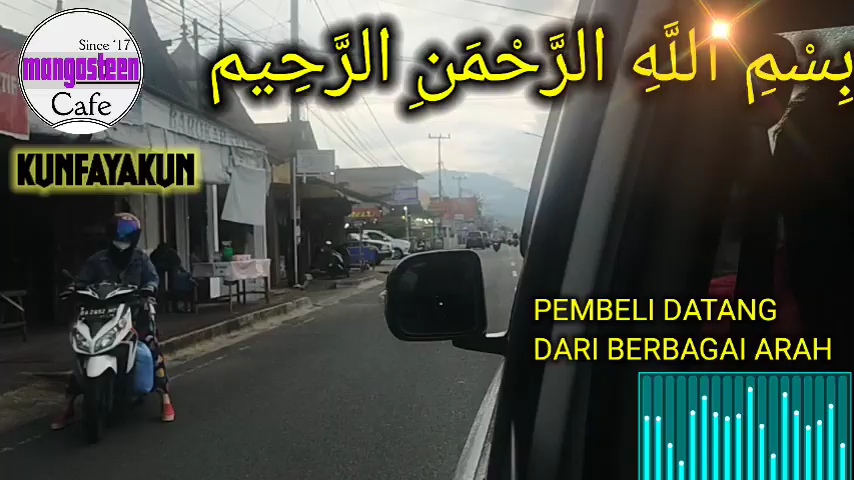 Since '17
mangosteen
Cafe
بِسْمِ اللَّهِ الرَّحْمَنِ الرَّحِيم
KUNFAYAKUN
PEMBELI DATANG
DARI BERBAGAI ARAH